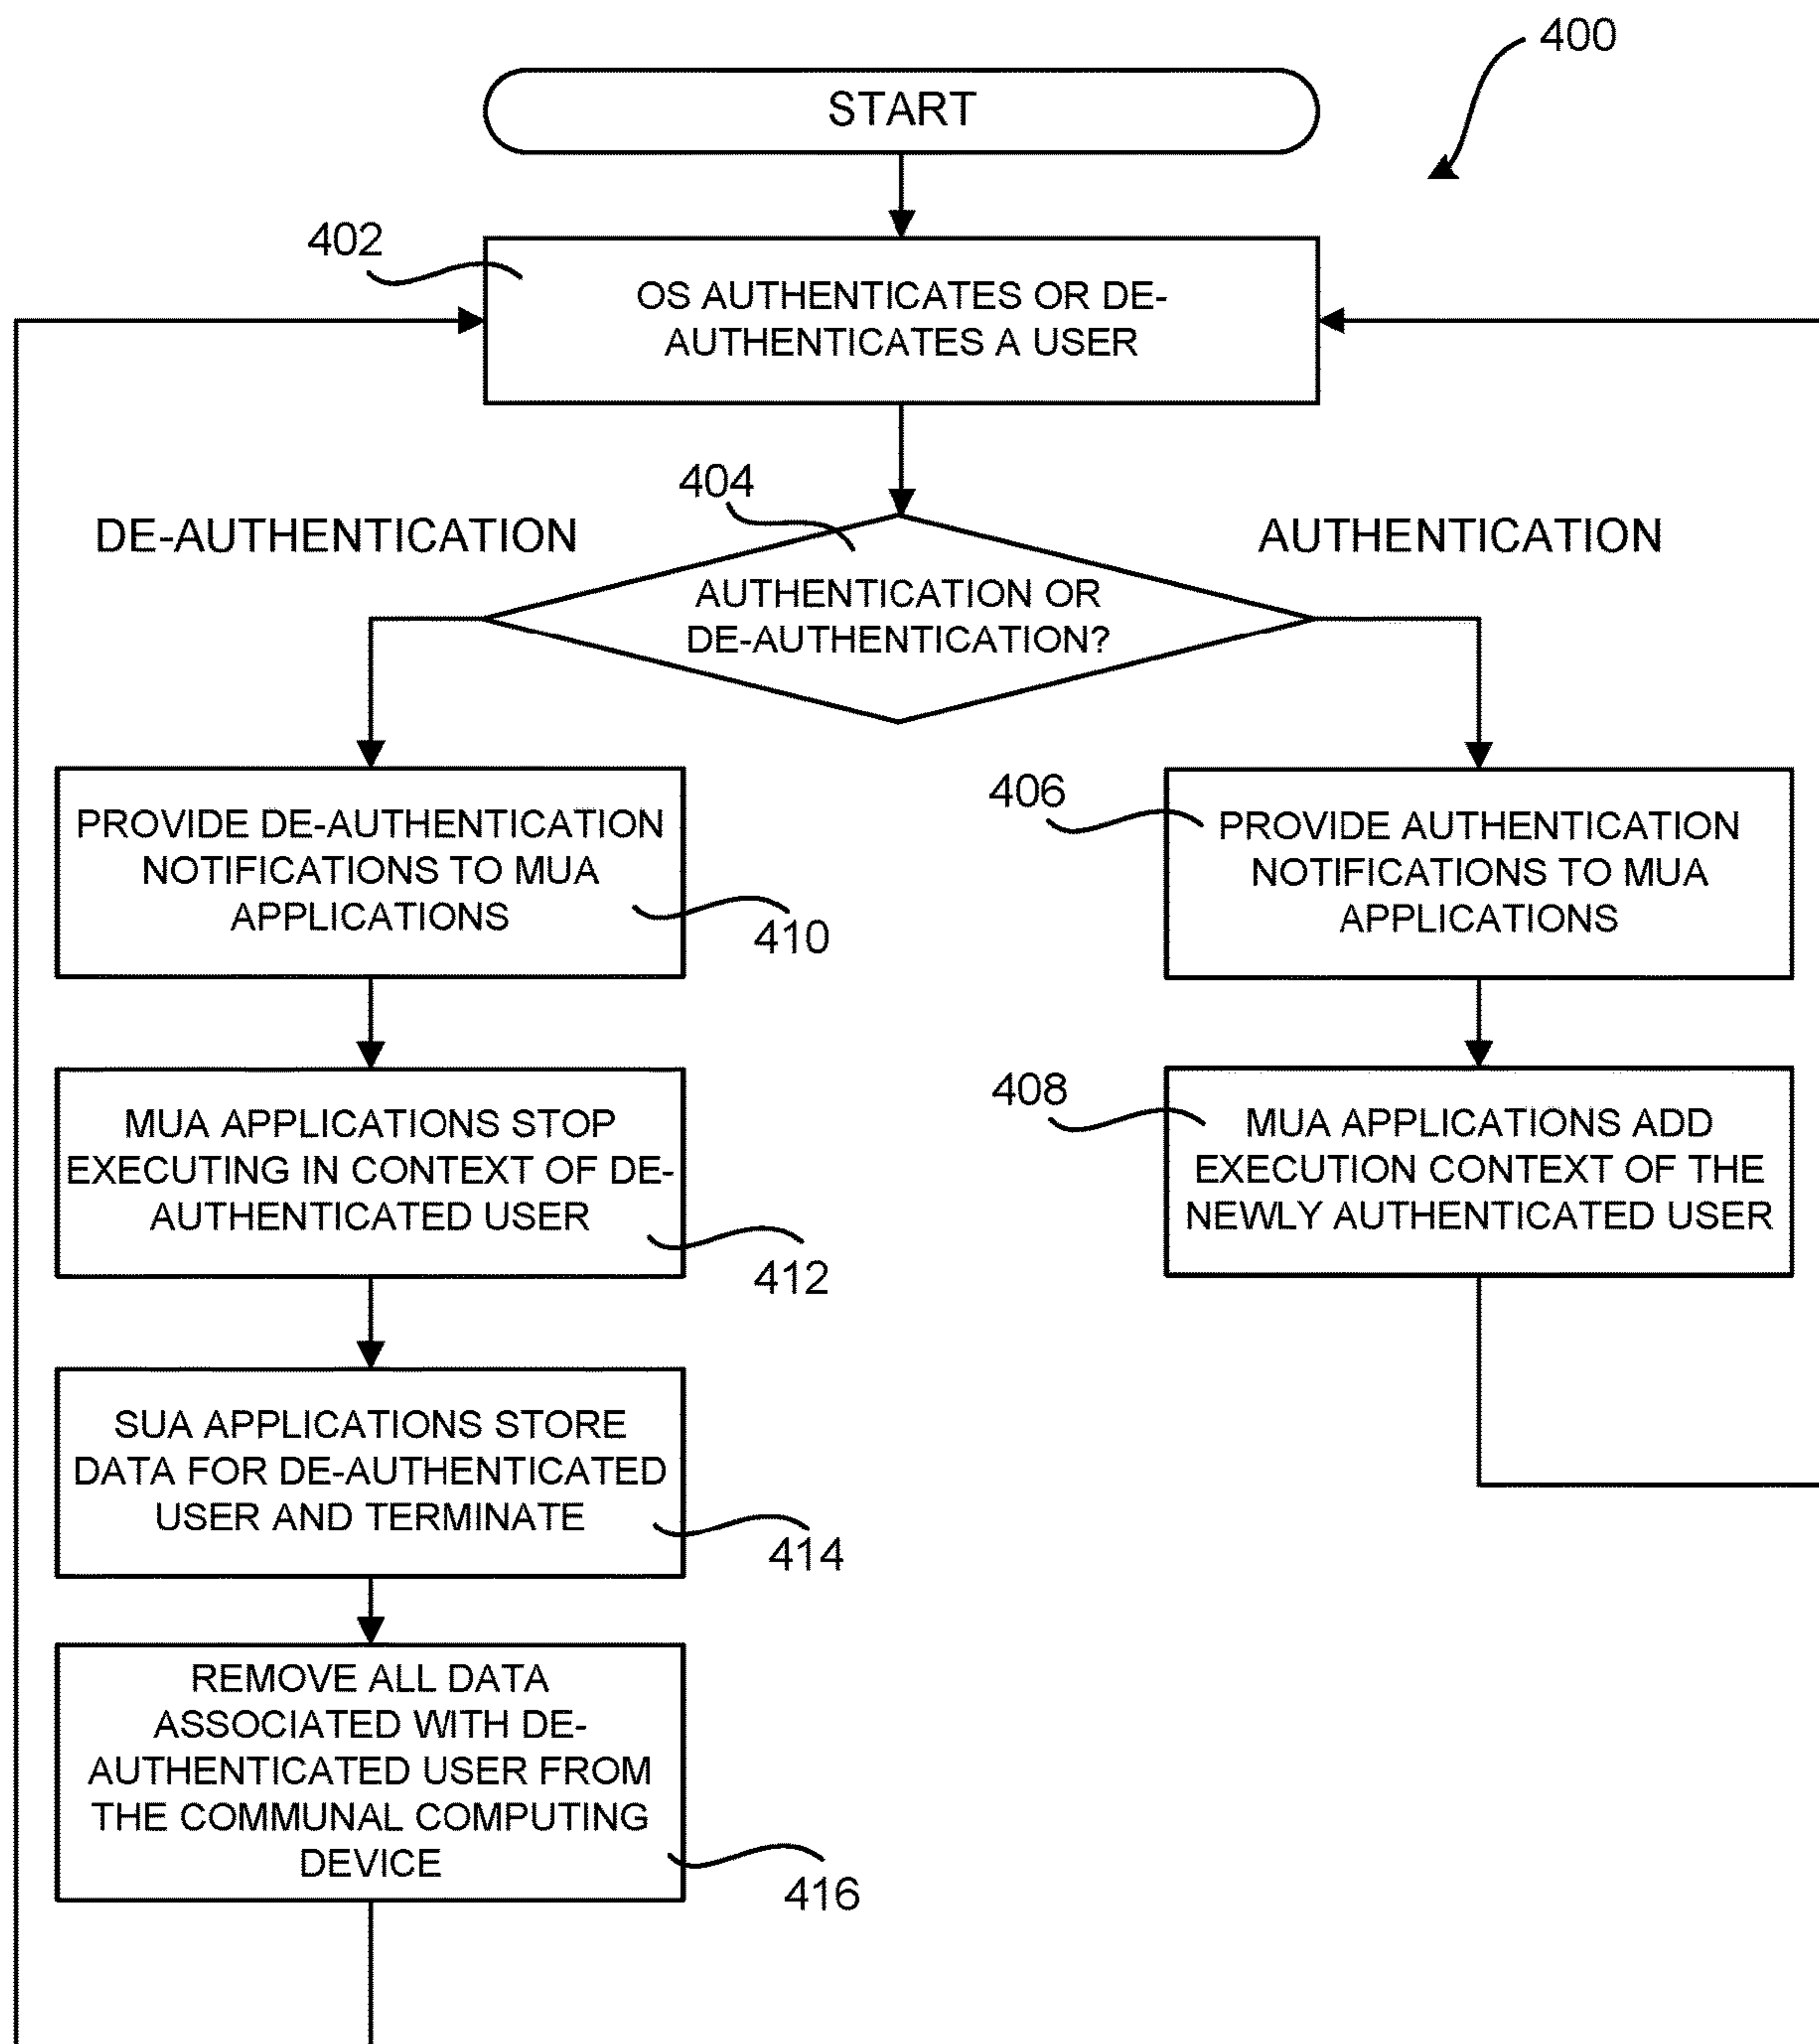 400
START
402
OS AUTHENTICATES OR DE-
AUTHENTICATES A USER
404
DE-AUTHENTICATION
AUTHENTICATION
AUTHENTICATION OR
DE-AUTHENTICATION?
PROVIDE DE-AUTHENTICATION
NOTIFICATIONS TO MUA
APPLICATIONS
410
406
PROVIDE AUTHENTICATION
NOTIFICATIONS TO MUA
APPLICATIONS
MUA APPLICATIONS STOP
EXECUTING IN CONTEXT OF DE-
AUTHENTICATED USER
412
408
MUA APPLICATIONS ADD
EXECUTION CONTEXT OF THE
NEWLY AUTHENTICATED USER
SUA APPLICATIONS STORE
DATA FOR DE-AUTHENTICATED
USER AND TERMINATE
414
REMOVE ALL DATA
ASSOCIATED WITH DE-
AUTHENTICATED USER FROM
THE COMMUNAL COMPUTING
DEVICE
416